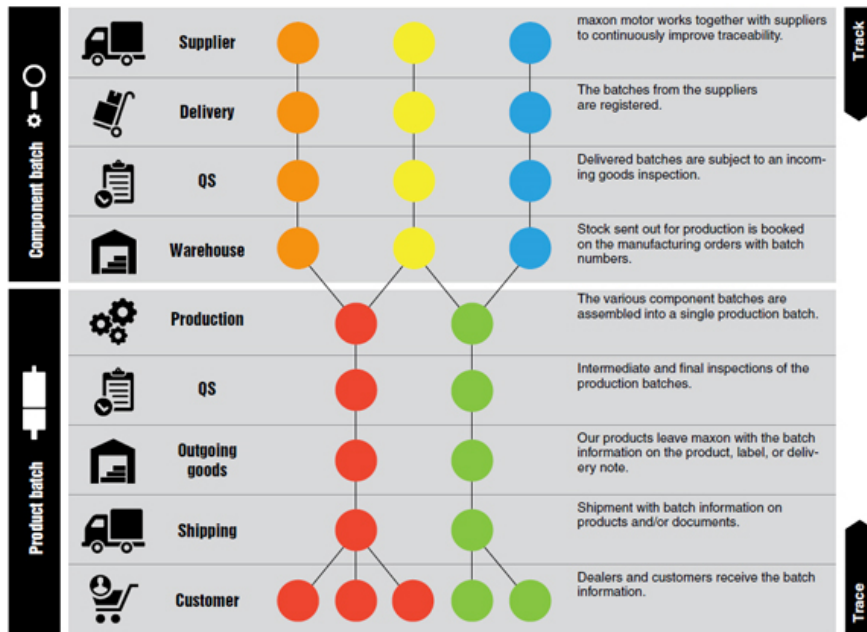 Component batch
Product batch
Track
Trace
Supplier
maxon motor works together with suppliers
to continuously improve traceability.
Delivery
The batches from the suppliers
are registered.
QS
Delivered batches are subject to an incom-
ing goods inspection.
Warehouse
Stock sent out for production is booked
on the manufacturing orders with batch
numbers.
Production
The various component batches are
assembled into a single production batch.
QS
Intermediate and final inspections of the
production batches.
Outgoing
goods
Our products leave maxon with the batch
information on the product, label, or deliv-
ery note.
Shipping
Shipment with batch information on
products and/or documents.
Customer
Dealers and customers receive the batch
information.